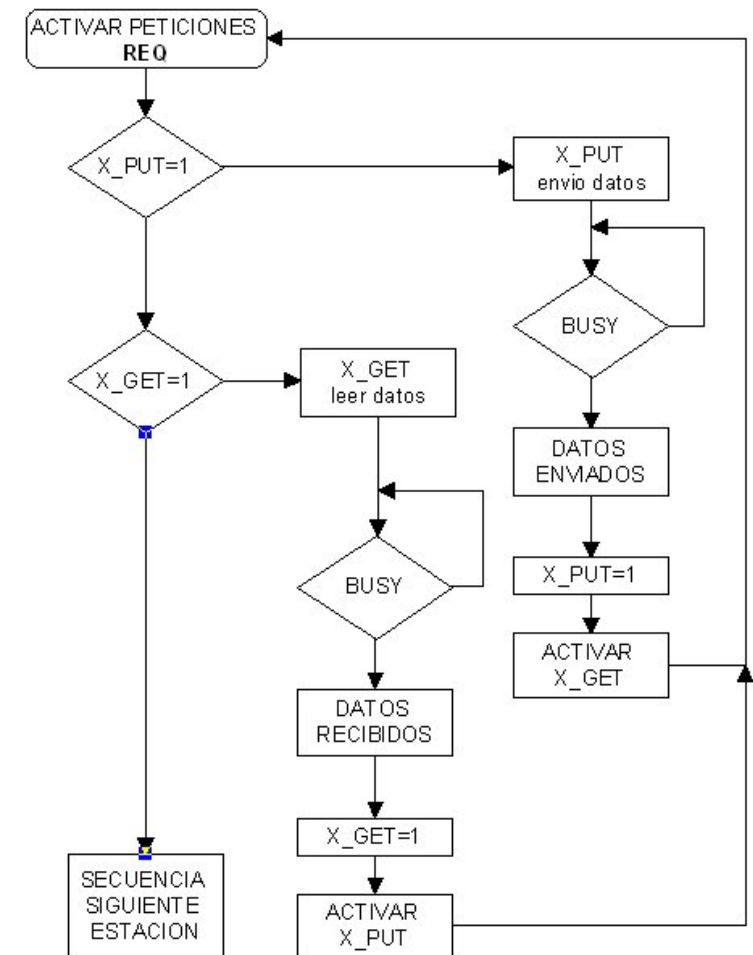 ACTIVAR PETICIONES
REQ
X_PUT=1
X_PUT
envio datos
BUSY
X_GET=1
X_GET
leer datos
DATOS
ENVIADOS
BUSY
X_PUT=1
ACTIVAR
X_GET
DATOS
RECIBIDOS
X_GET=1
SECUENCIA
SIGUIENTE
ESTACION
ACTIVAR
X_PUT